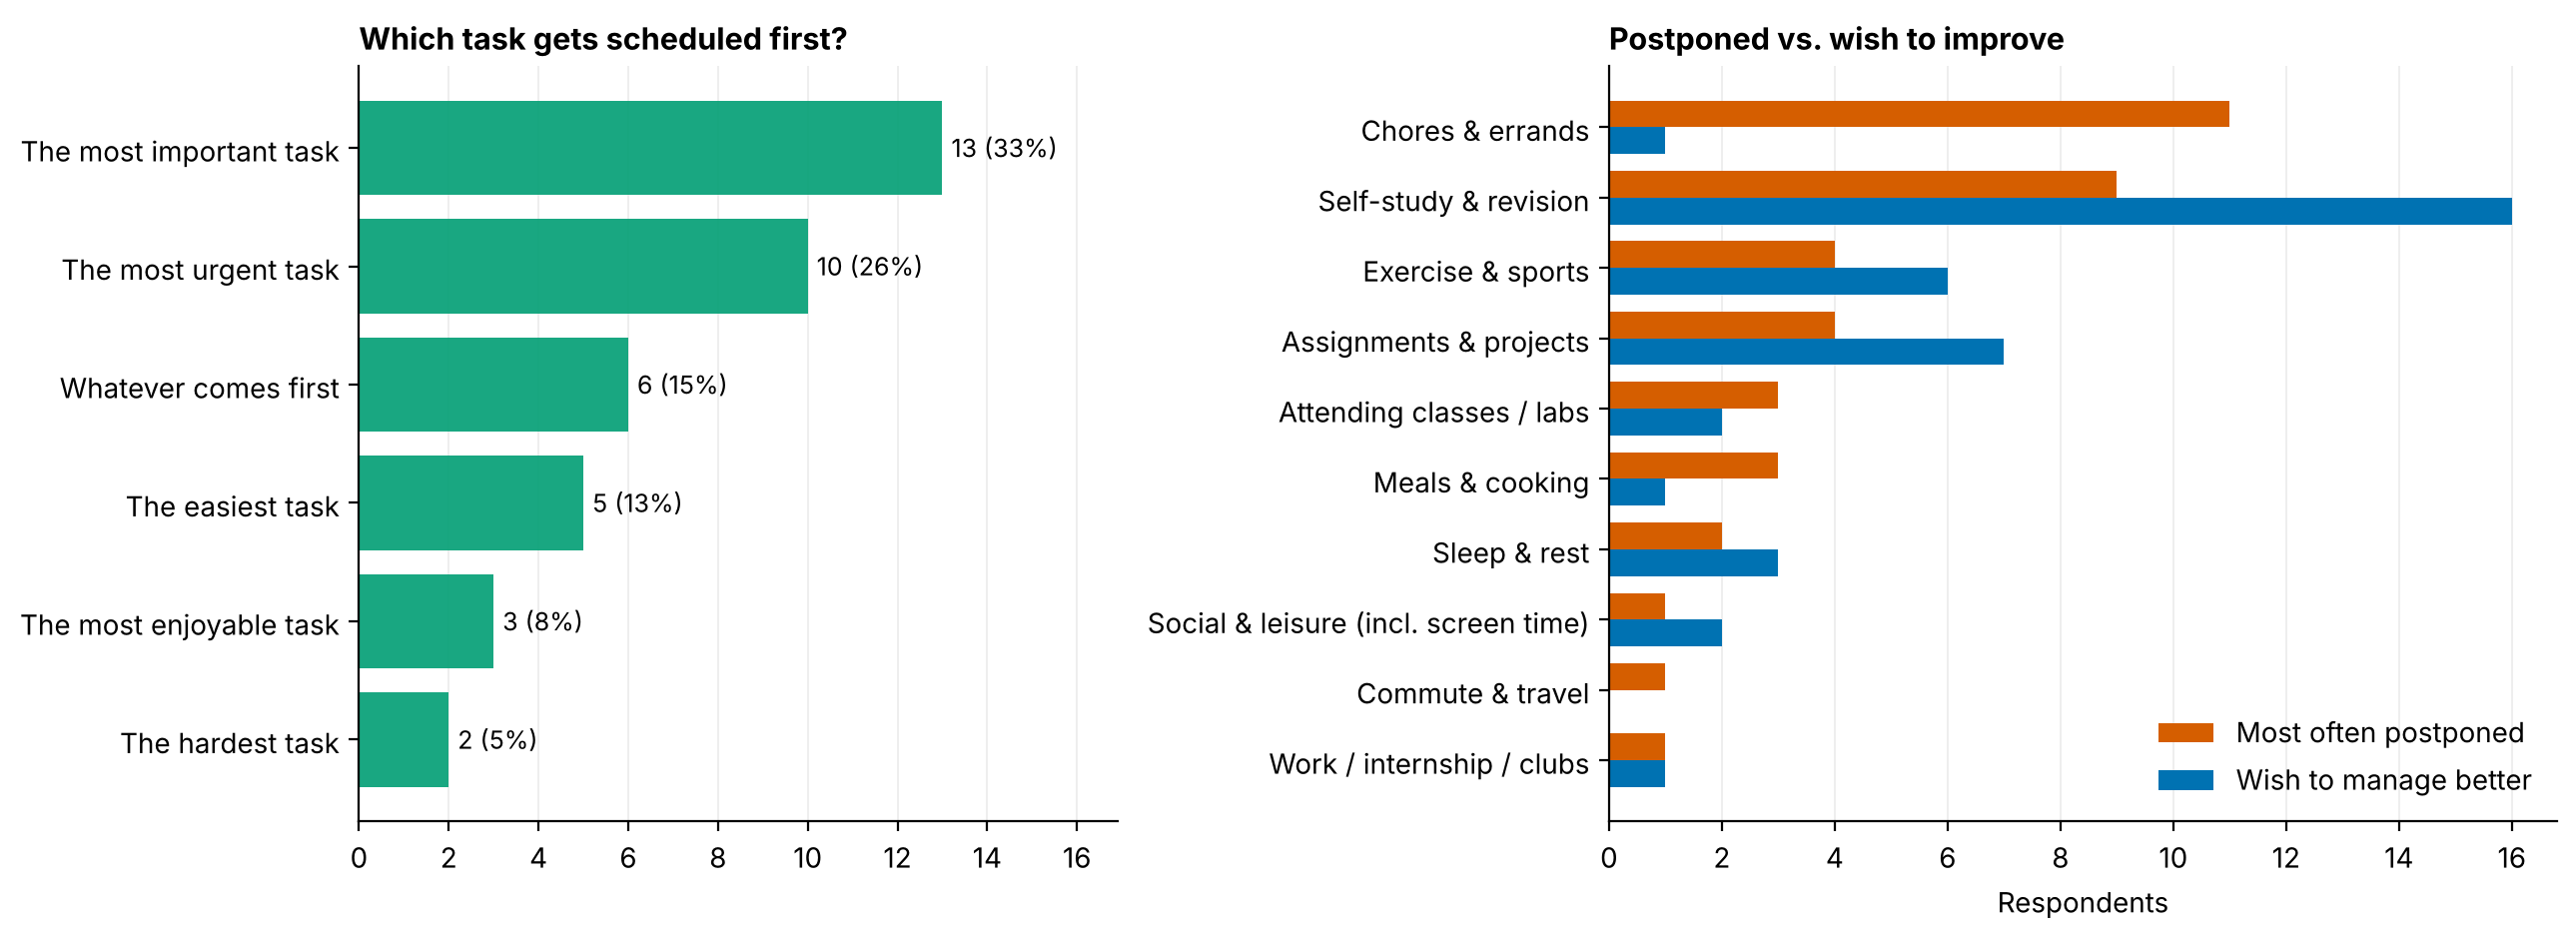 Which task gets scheduled first?
The most important task
13 (33%)
The most urgent task
10 (26%)
Whatever comes first
6 (15%)
The easiest task
5 (13%)
The most enjoyable task
3 (8%)
The hardest task
2 (5%)
0 2 4 6 8 10 12 14 16
Postponed vs. wish to improve
Chores & errands
Self-study & revision
Exercise & sports
Assignments & projects
Attending classes / labs
Meals & cooking
Sleep & rest
Social & leisure (incl. screen time)
Commute & travel
Work / internship / clubs
Most often postponed
Wish to manage better
0 2 4 6 8 10 12 14 16
Respondents